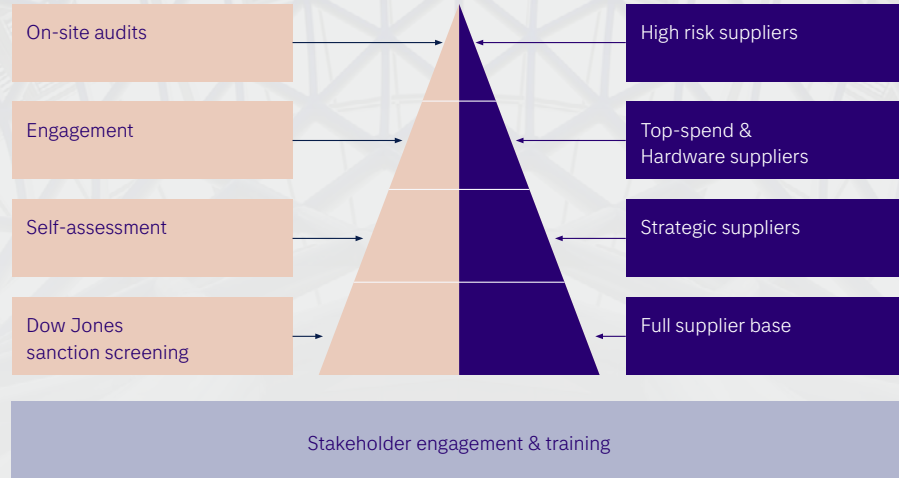 On-site audits
High risk suppliers
Engagement
Top-spend &
Hardware suppliers
Self-assessment
Strategic suppliers
Dow Jones
sanction screening
Full supplier base
Stakeholder engagement & training